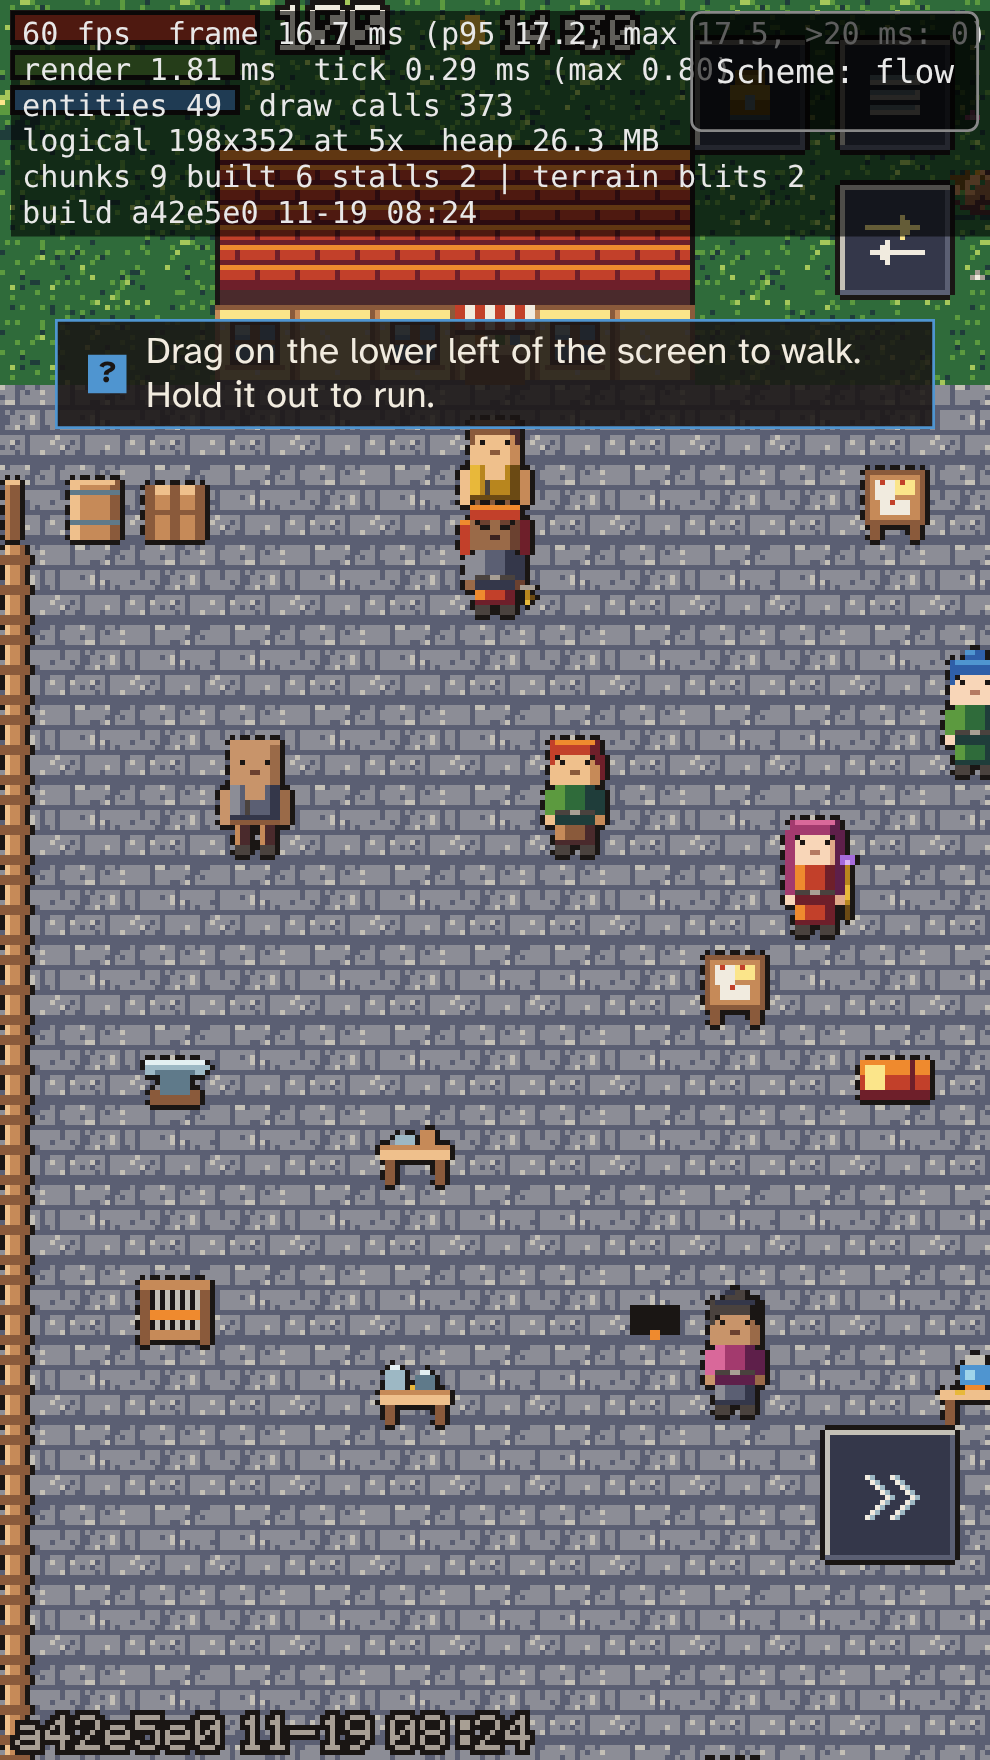 60 fps  frame 16.7 ms (p95 17.2, max 17.5, >20 ms: 0)
render 1.81 ms  tick 0.29 ms (max 0.80)
Scheme: flow
entities 49  draw calls 373
logical 198x352 at 5x  heap 26.3 MB
chunks 9 built 6 stalls 2 | terrain blits 2
build a42e5e0 11-19 08:24
? Drag on the lower left of the screen to walk.
Hold it out to run.
a42e5e0 11-19 08:24